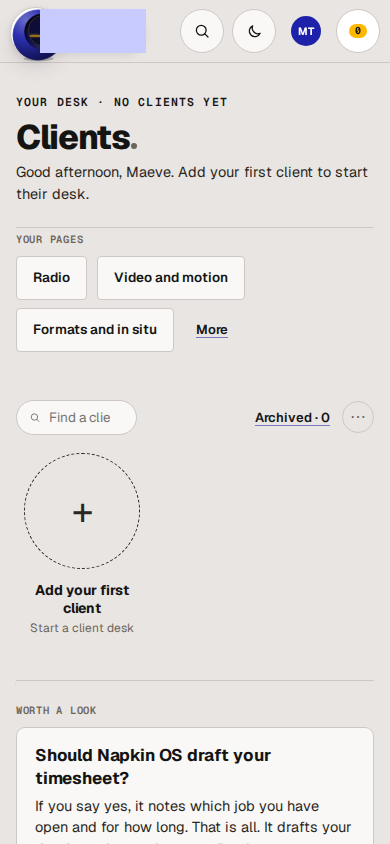 MT
0
YOUR DESK · NO CLIENTS YET
Clients.
Good afternoon, Maeve. Add your first client to start
their desk.
YOUR PAGES
Radio
Video and motion
Formats and in situ
More
Find a clie
Archived · 0
Add your first
client
Start a client desk
WORTH A LOOK
Should Napkin OS draft your
timesheet?
If you say yes, it notes which job you have
open and for how long. That is all. It drafts your